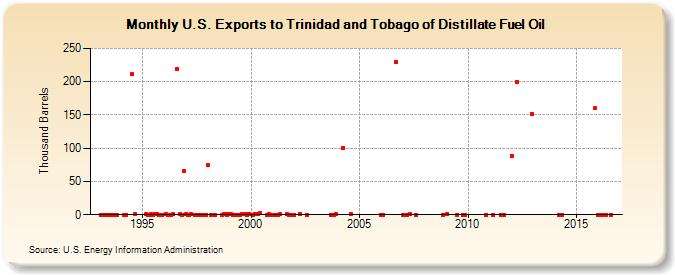 Monthly U.S. Exports to Trinidad and Tobago of Distillate Fuel Oil
Thousand Barrels
250
200
150
100
50
0
1995 2000 2005 2010 2015
Source: U.S. Energy Information Administration